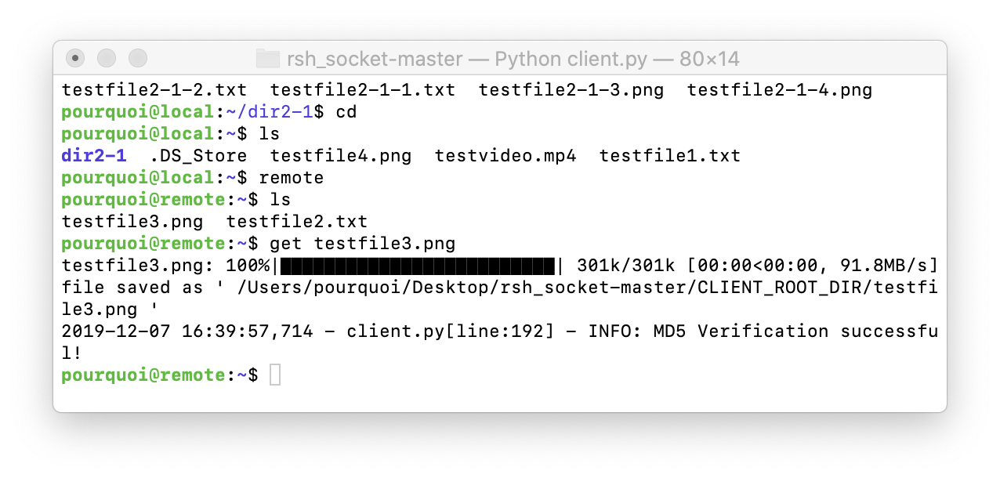 rsh_socket-master — Python client.py — 80×14
testfile2-1-2.txt  testfile2-1-1.txt  testfile2-1-3.png  testfile2-1-4.png
pourquoi@local:~/dir2-1$ cd
pourquoi@local:~$ ls
dir2-1  .DS_Store  testfile4.png  testvideo.mp4  testfile1.txt
pourquoi@local:~$ remote
pourquoi@remote:~$ ls
testfile3.png  testfile2.txt
pourquoi@remote:~$ get testfile3.png
testfile3.png: 100%|█████████████████████████| 301k/301k [00:00<00:00, 91.8MB/s]
file saved as ' /Users/pourquoi/Desktop/rsh_socket-master/CLIENT_ROOT_DIR/testfi
le3.png '
2019-12-07 16:39:57,714 - client.py[line:192] - INFO: MD5 Verification successfu
l!
pourquoi@remote:~$